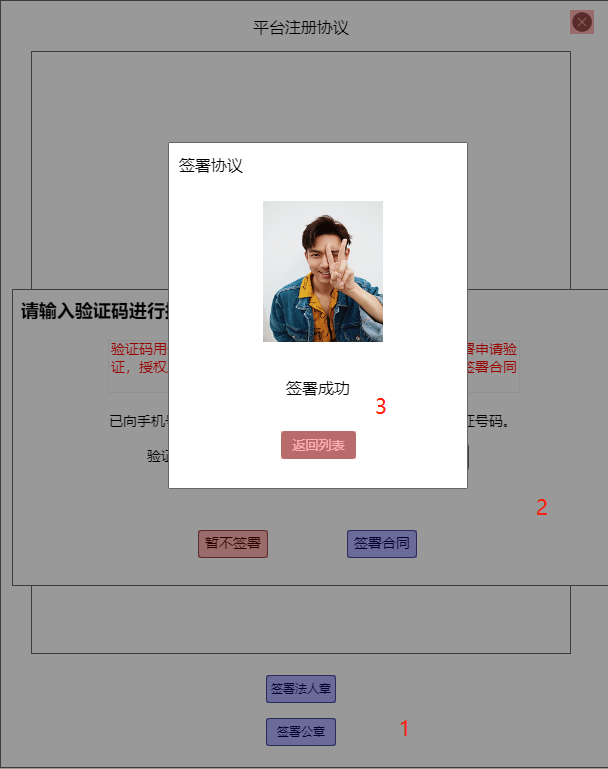 平台注册协议
签署协议
请输入验证码进行
验证码用
署申请验
证，授权
签署合同
已向手机
证号码。
验证
签署成功
3
返回列表
2
暂不签署
签署合同
签署法人章
签署公章
1